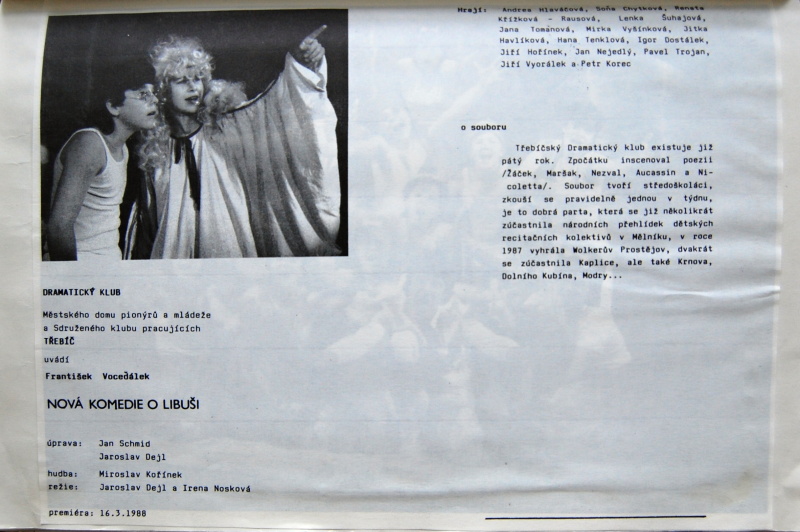 DRAMATICKÝ KLUB
Městského domu pionýrů a mládeže
a Sdruženého klubu pracujících
TŘEBÍČ
uvádí
František Vocedálek
NOVÁ KOMEDIE O LIBUŠI
úprava: Jan Schmid
Jaroslav Dejl
hudba: Miroslav Kořínek
režie: Jaroslav Dejl a Irena Nosková
premiéra: 16.3.1988
Hrají: Andrea Hlaváčová, Soňa Chytková, Renata
Křížková - Rausová, Lenka Šuhajová,
Jana Tomanová, Mirka Vyšínková, Jitka
Havlíková, Hana Tenklová, Igor Dostálek,
Jiří Hořínek, Jan Nejedlý, Pavel Trojan,
Jiří Vyorálek a Petr Korec
o souboru
Třebíčský Dramatický klub existuje již
pátý rok. Zpočátku inscenoval poezii
/Žáček, Maršak, Nezval, Aucassin a Ni-
coletta/. Soubor tvoří středoškoláci,
zkouší se pravidelně jednou v týdnu,
je to dobrá parta, která se již několikrát
zúčastnila národních přehlídek dětských
recitačních kolektivů v Mělníku, v roce
1987 vyhrála Wolkerův Prostějov, dvakrát
se zúčastnila Kaplice, ale také Krnova,
Dolního Kubína, Modry...